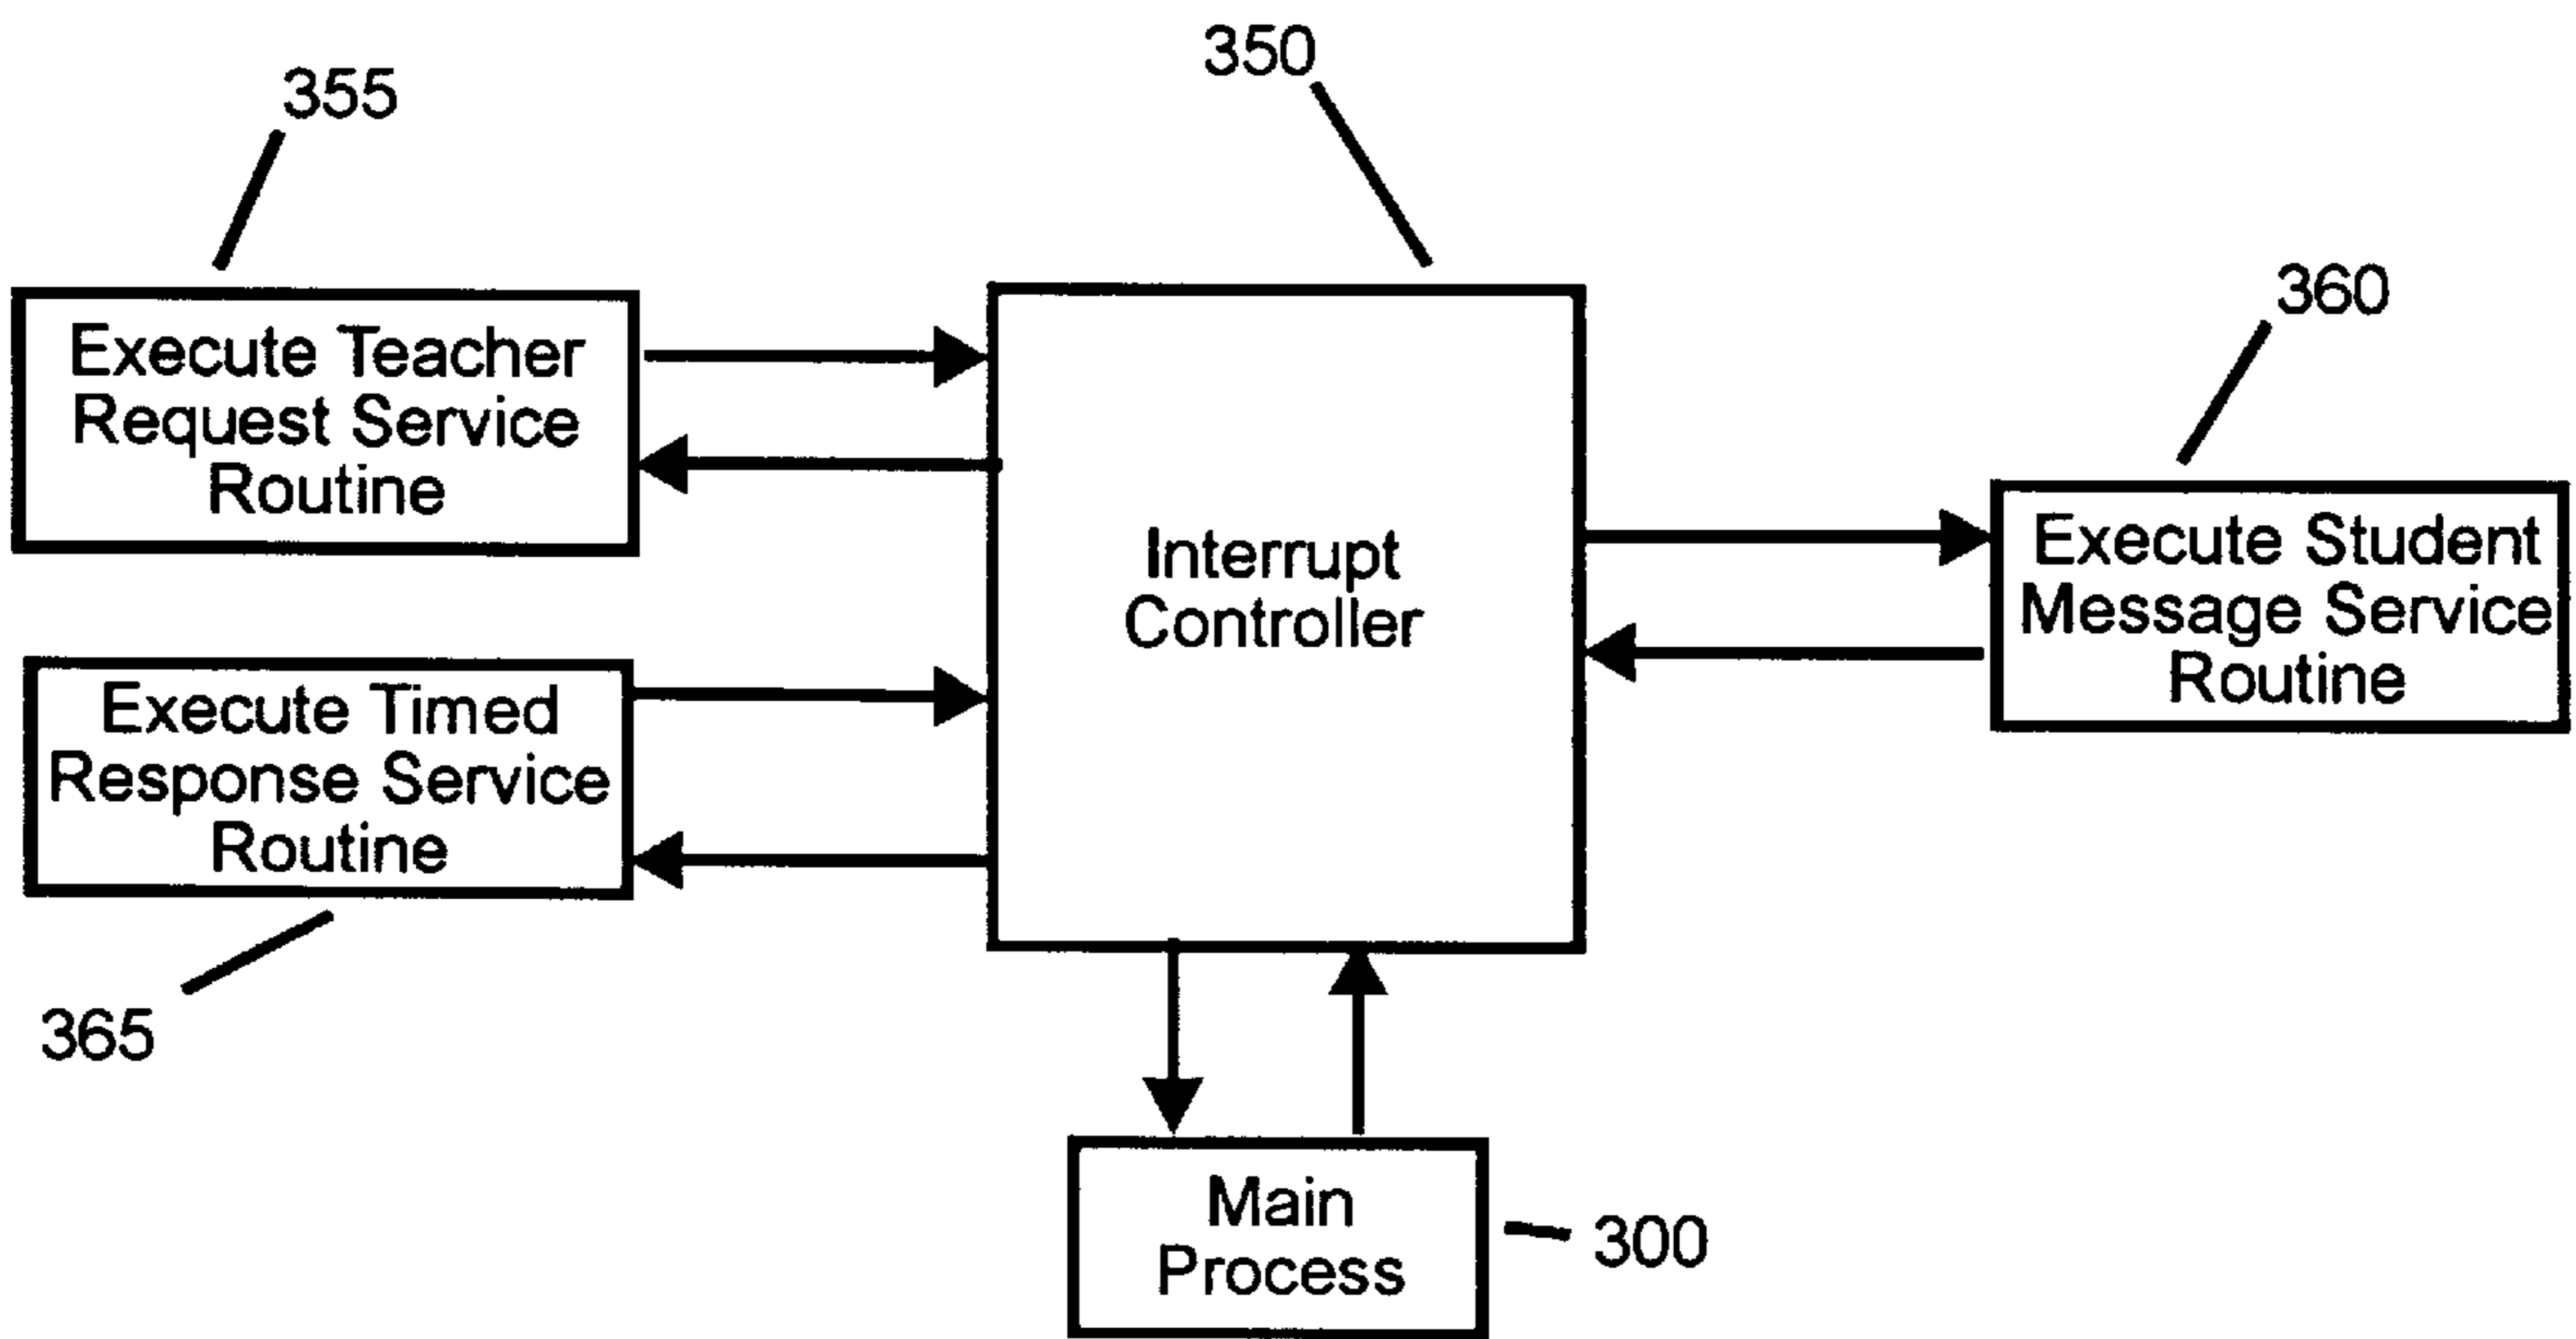 350
355
360
Execute Teacher
Request Service
Routine
Interrupt
Controller
Execute Student
Message Service
Routine
Execute Timed
Response Service
Routine
365
Main
Process
300